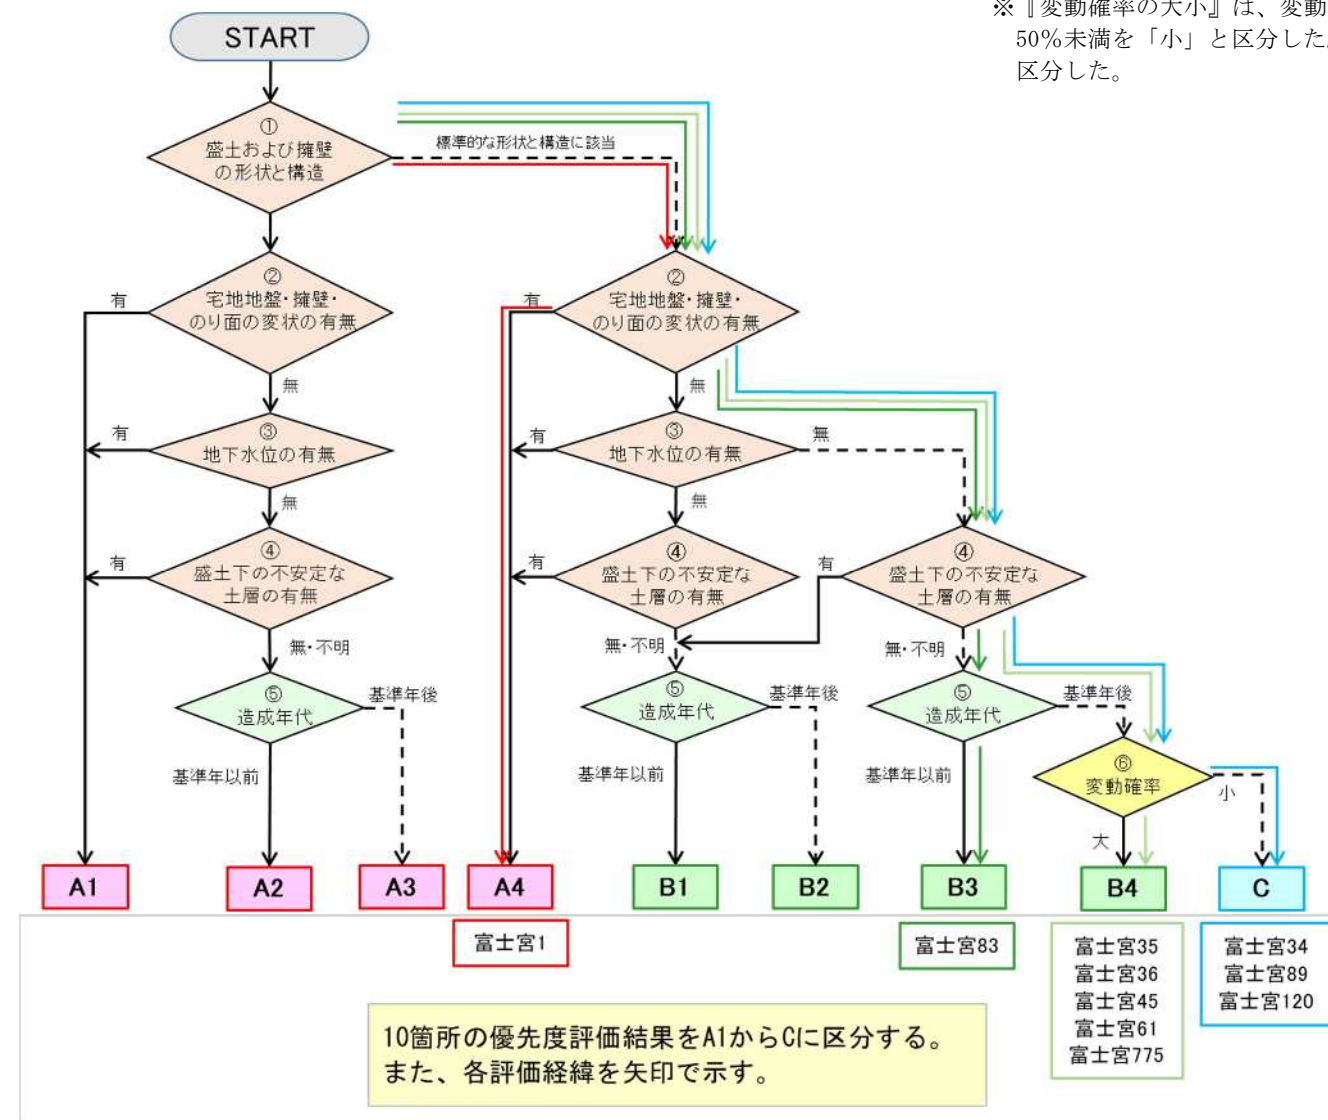 ※『変動確率の大小』は、変動
50%未満を「小」と区分した
区分した。
START
①
盛土および擁壁
の形状と構造
標準的な形状と構造に該当
②
宅地地盤・擁壁・
のり面の変状の有無
有
無
③
地下水位の有無
有
無
④
盛土下の不安定な
土層の有無
有
無・不明
⑤
造成年代
基準年後
基準年以前
②
宅地地盤・擁壁・
のり面の変状の有無
有
無
③
地下水位の有無
有
無
無
④
盛土下の不安定な
土層の有無
有
無・不明
⑤
造成年代
基準年後
基準年以前
④
盛土下の不安定な
土層の有無
有
無・不明
⑤
造成年代
基準年後
基準年以前
⑥
変動確率
小
大
A1
A2
A3
A4
B1
B2
B3
B4
C
富士宮1
富士宮83
富士宮35
富士宮36
富士宮45
富士宮61
富士宮775
富士宮34
富士宮89
富士宮120
10箇所の優先度評価結果をA1からCに区分する。
また、各評価経緯を矢印で示す。